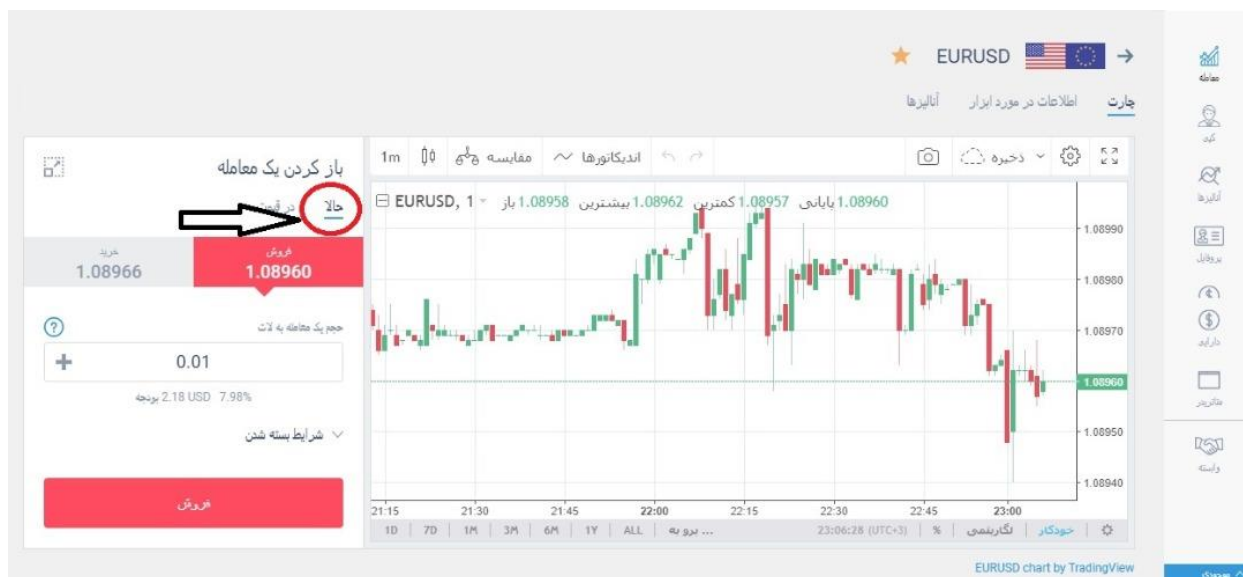 EURUSD
چارت اطلاعات در مورد ابزار آنالیزها
باز کردن یک معامله
حالا
فروش
1.08960
خرید
1.08966
حجم یک معامله به لات
0.01
2.18 USD 7.98%
شرایط بسته شدن
فروش
1m
مقایسه
اندیکاتورها
ذخیره
EURUSD, 1
باز 1.08958 بیشترین 1.08962 کمترین 1.08957 پایانی 1.08960
1.08990
1.08980
1.08970
1.08960
1.08950
1.08940
21:15 21:30 21:45 22:00 22:15 22:30 22:45 23:00
1D 7D 1M 3M 6M 1Y ALL برو به ...
23:06:28 (UTC+3) % لگاریتمی خودکار
EURUSD chart by TradingView
معامله
کپی
آنالیزها
پروفایل
دارایی
متاتریدر
وابسته